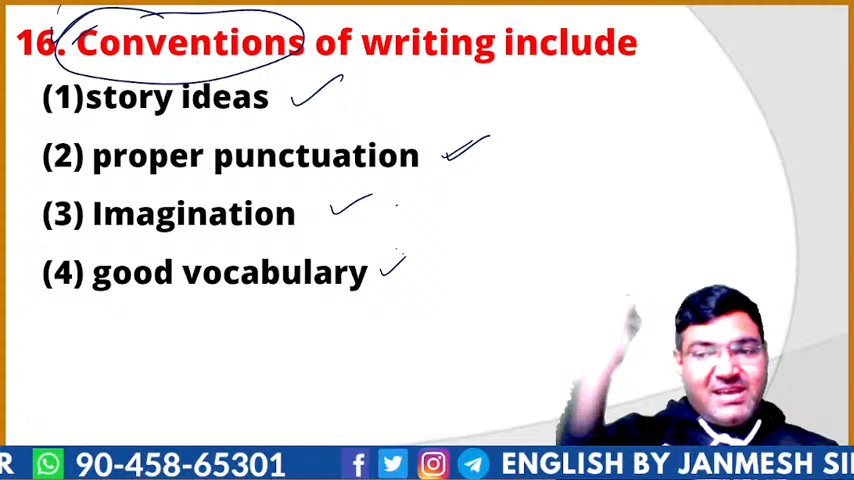 16. Conventions of writing include
(1)story ideas
(2) proper punctuation
(3) Imagination
(4) good vocabulary
R 90-458-65301 ENGLISH BY JANMESH SI